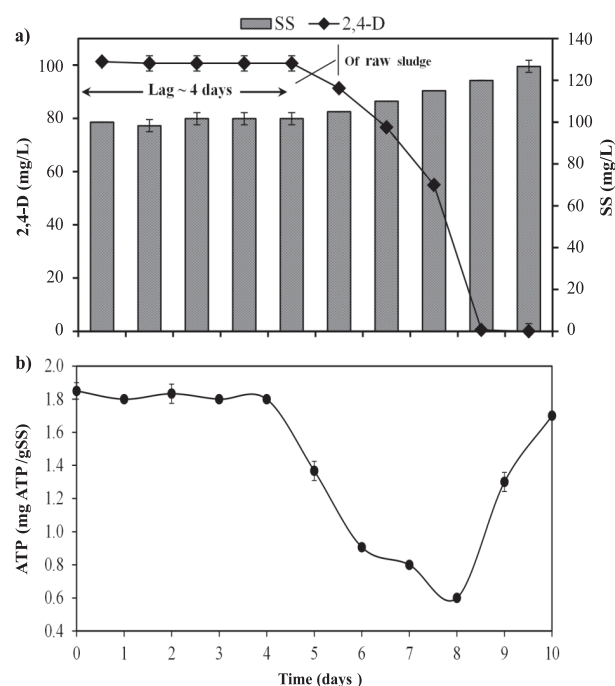 SS 2,4-D
a)
100
80
60
40
20
0
2,4-D (mg/L)
Lag ~ 4 days
Of raw sludge
140
120
100
80
60
40
20
0
SS (mg/L)
b)
2.0
1.8
1.6
1.4
1.2
1.0
0.8
0.6
0.4
ATP (mg ATP/gSS)
0 1 2 3 4 5 6 7 8 9 10
Time (days )